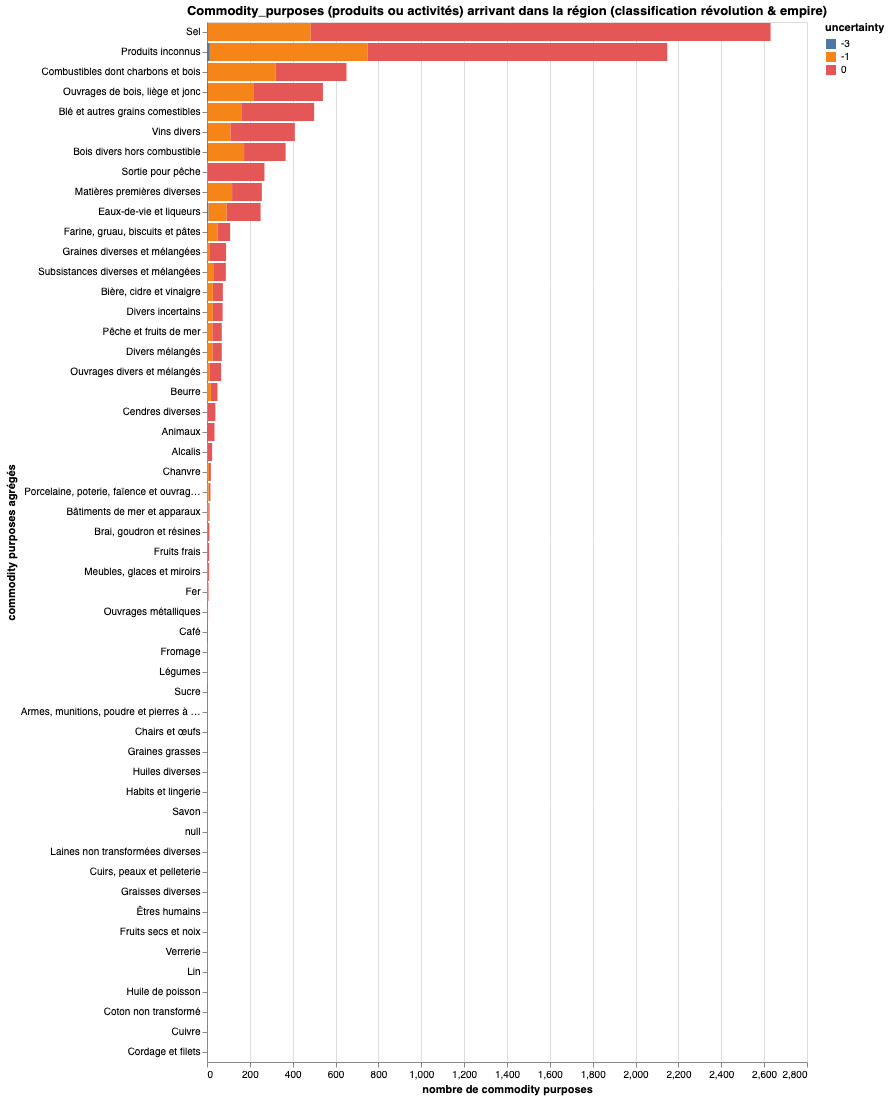 Commodity_purposes (produits ou activités) arrivant dans la région (classification révolution & empire)
uncertainty
-3
-1
0
Sel
Produits inconnus
Combustibles dont charbons et bois
Ouvrages de bois, liège et jonc
Blé et autres grains comestibles
Vins divers
Bois divers hors combustible
Sortie pour pêche
Matières premières diverses
Eaux-de-vie et liqueurs
Farine, gruau, biscuits et pâtes
Graines diverses et mélangées
Subsistances diverses et mélangées
Bière, cidre et vinaigre
Divers incertains
Pêche et fruits de mer
Divers mélangés
Ouvrages divers et mélangés
Beurre
Cendres diverses
Animaux
Alcalis
Chanvre
Porcelaine, poterie, faïence et ouvrag…
Bâtiments de mer et apparaux
Brai, goudron et résines
Fruits frais
Meubles, glaces et miroirs
Fer
Ouvrages métalliques
Café
Fromage
Légumes
Sucre
Armes, munitions, poudre et pierres à …
Chairs et œufs
Graines grasses
Huiles diverses
Habits et lingerie
Savon
null
Laines non transformées diverses
Cuirs, peaux et pelleterie
Graisses diverses
Êtres humains
Fruits secs et noix
Verrerie
Lin
Huile de poisson
Coton non transformé
Cuivre
Cordage et filets
commodity purposes agrégés
0 200 400 600 800 1,000 1,200 1,400 1,600 1,800 2,000 2,200 2,400 2,600 2,800
nombre de commodity purposes